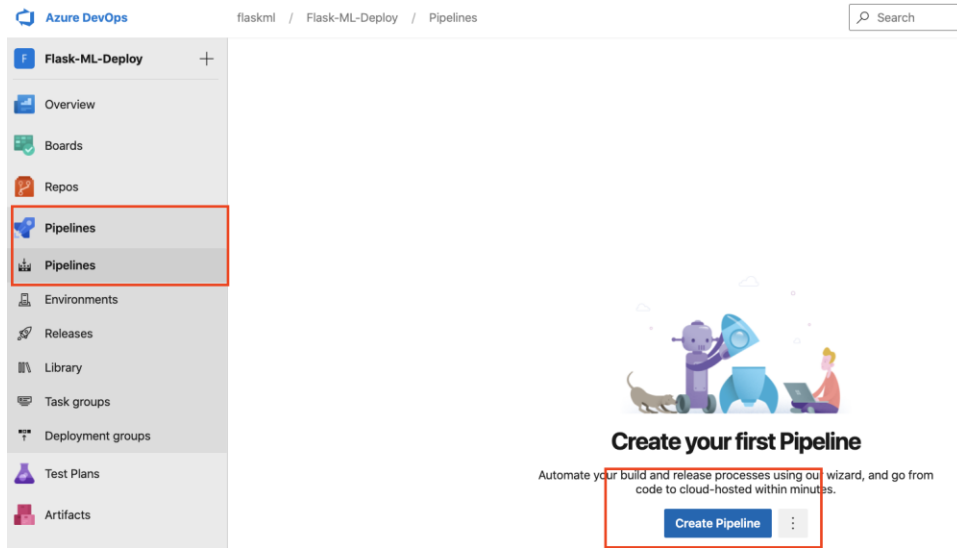 Azure DevOps
flaskml / Flask-ML-Deploy / Pipelines
Search
F Flask-ML-Deploy +
Overview
Boards
Repos
Pipelines
Pipelines
Environments
Releases
Library
Task groups
Deployment groups
Test Plans
Artifacts
Create your first Pipeline
Automate your build and release processes using our wizard, and go from
code to cloud-hosted within minutes.
Create Pipeline